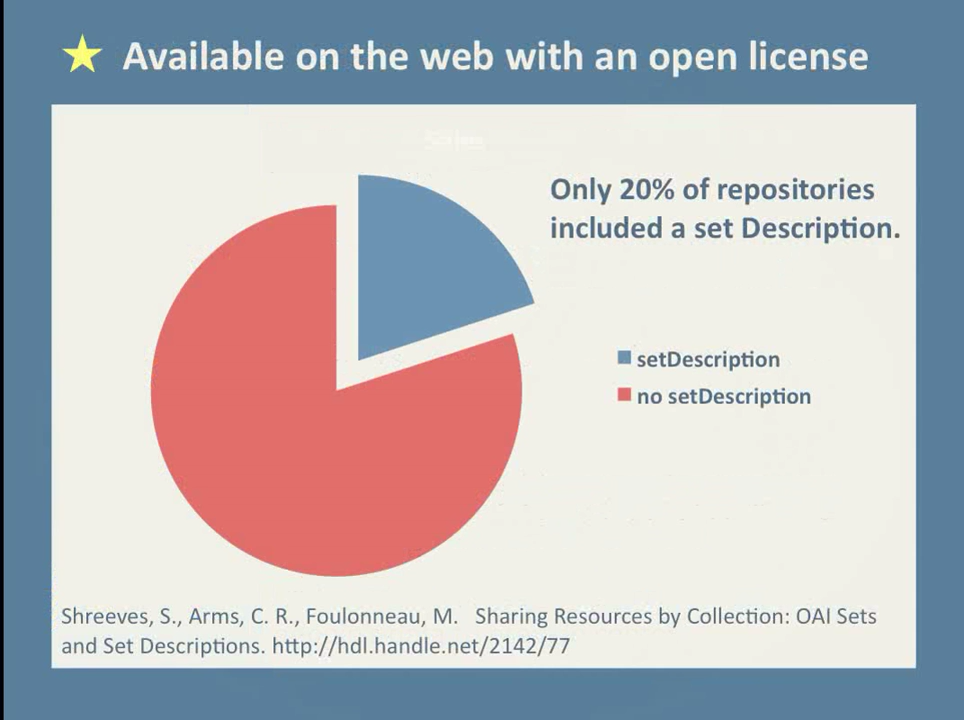 Available on the web with an open license
Only 20% of repositories
included a set Description.
setDescription
no setDescription
Shreeves, S., Arms, C. R., Foulonneau, M. Sharing Resources by Collection: OAI Sets
and Set Descriptions. http://hdl.handle.net/2142/77